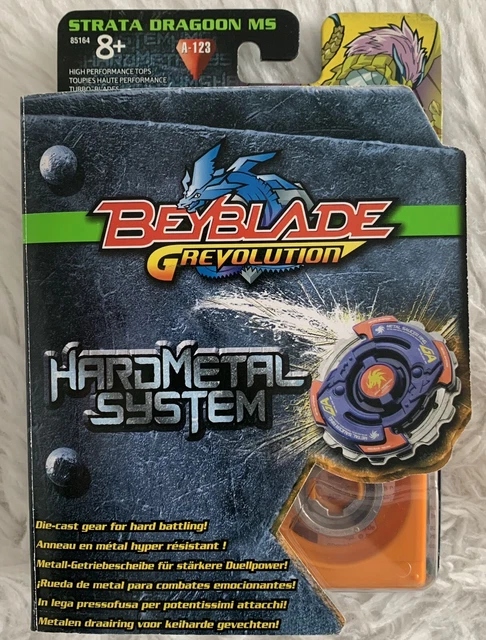 STRATA DRAGOON MS
85164
8+
A-123
HIGH PERFORMANCE TOPS
TOUPIES HAUTE PERFORMANCE
TURBO-BLADES
BEYBLADE
GREVOLUTION
HARDMETAL
SYSTEM
Die-cast gear for hard battling!
Anneau en métal hyper résistant !
Metall-Getriebescheibe für stärkere Duellpower!
¡Rueda de metal para combates emocionantes!
In lega pressofusa per potentissimi attacchi!
Metalen draairing voor keiharde gevechten!